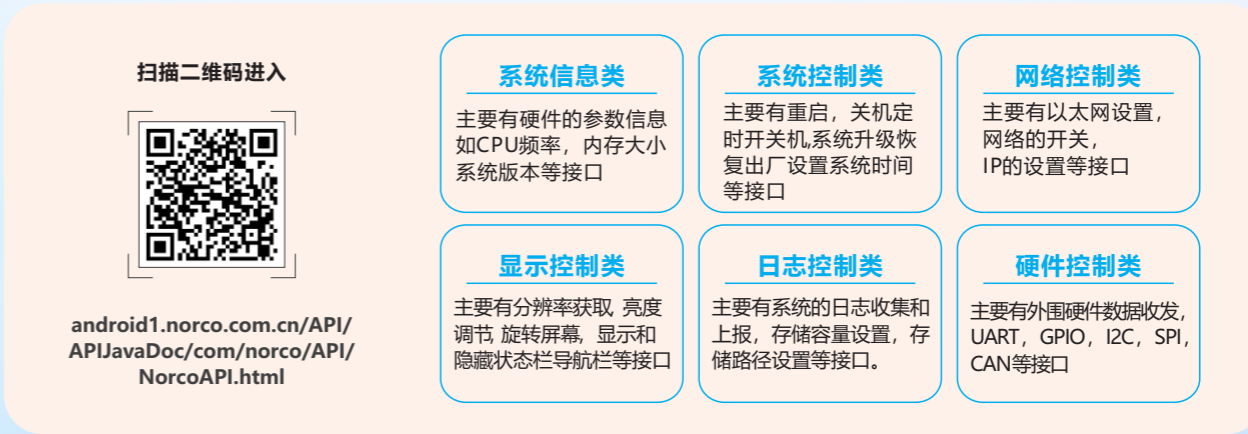 扫描二维码进入
android1.norco.com.cn/API/
APIJavaDoc/com/norco/API/
NorcoAPI.html
系统信息类
主要有硬件的参数信息
如CPU频率，内存大小
系统版本等接口
系统控制类
主要有重启，关机定
时开关机,系统升级恢
复出厂设置系统时间
等接口
网络控制类
主要有以太网设置，
网络的开关，
IP的设置等接口
显示控制类
主要有分辨率获取, 亮度
调节, 旋转屏幕, 显示和
隐藏状态栏导航栏等接口
日志控制类
主要有系统的日志收集和
上报，存储容量设置，存
储路径设置等接口。
硬件控制类
主要有外围硬件数据收发，
UART，GPIO，I2C，SPI，
CAN等接口